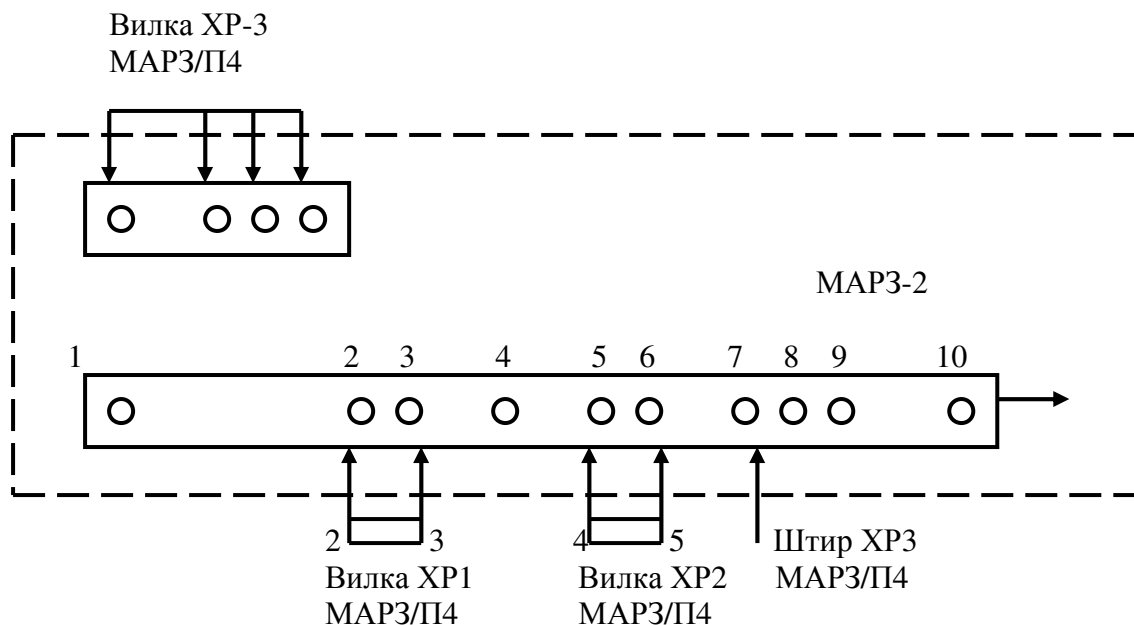 Вилка ХР-3
МАРЗ/П4
МАРЗ-2
1 2 3 4 5 6 7 8 9 10
2 3 4 5 Штир ХР3
Вилка ХР1 Вилка ХР2 МАРЗ/П4
МАРЗ/П4 МАРЗ/П4